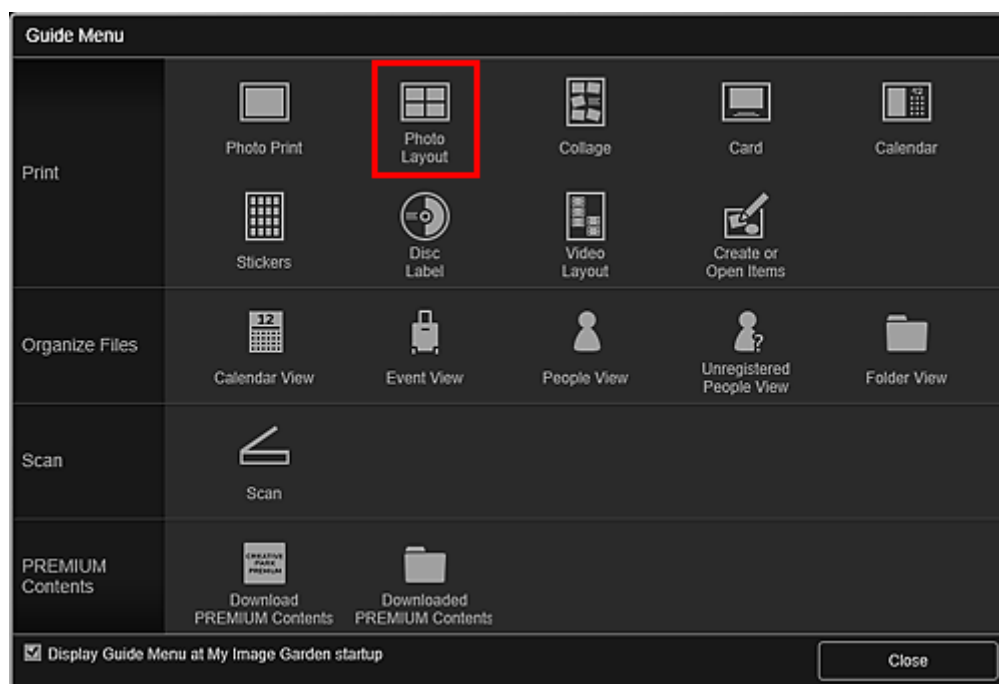 Guide Menu
Print
Photo Print
Photo
Layout
Collage
Card
12
Calendar
Stickers
Disc
Label
Video
Layout
Create or
Open Items
Organize Files
12
Calendar View
Event View
People View
?
Unregistered
People View
Folder View
Scan
Scan
PREMIUM
Contents
CREATIVE
PARK
PREMIUM
Download
PREMIUM Contents
Downloaded
PREMIUM Contents
Display Guide Menu at My Image Garden startup
Close